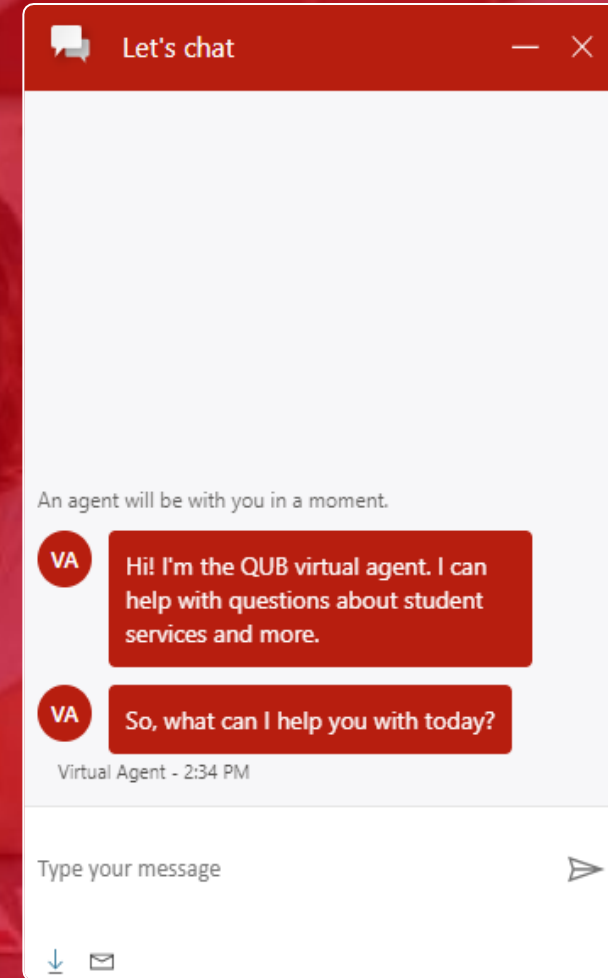 Let's chat
An agent will be with you in a moment.
VA
Hi! I'm the QUB virtual agent. I can
help with questions about student
services and more.
VA
So, what can I help you with today?
Virtual Agent - 2:34 PM
Type your message